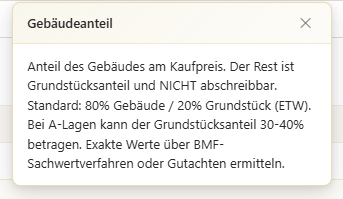 Gebäudeanteil
Anteil des Gebäudes am Kaufpreis. Der Rest ist
Grundstücksanteil und NICHT abschreibbar.
Standard: 80% Gebäude / 20% Grundstück (ETW).
Bei A-Lagen kann der Grundstücksanteil 30-40%
betragen. Exakte Werte über BMF-
Sachwertverfahren oder Gutachten ermitteln.